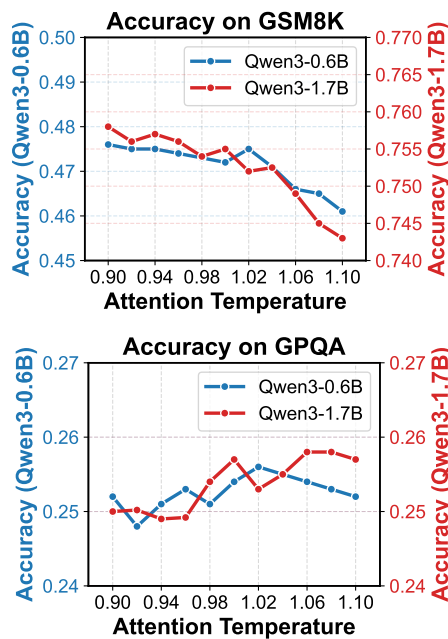 Accuracy on GSM8K
0.50
0.49
0.48
0.47
0.46
0.45
Accuracy (Qwen3-0.6B)
Qwen3-0.6B
Qwen3-1.7B
0.770
0.765
0.760
0.755
0.750
0.745
0.740
Accuracy (Qwen3-1.7B)
0.90 0.94 0.98 1.02 1.06 1.10
Attention Temperature
Accuracy on GPQA
0.27
0.26
0.25
0.24
Accuracy (Qwen3-0.6B)
Qwen3-0.6B
Qwen3-1.7B
0.27
0.26
0.25
0.24
Accuracy (Qwen3-1.7B)
0.90 0.94 0.98 1.02 1.06 1.10
Attention Temperature